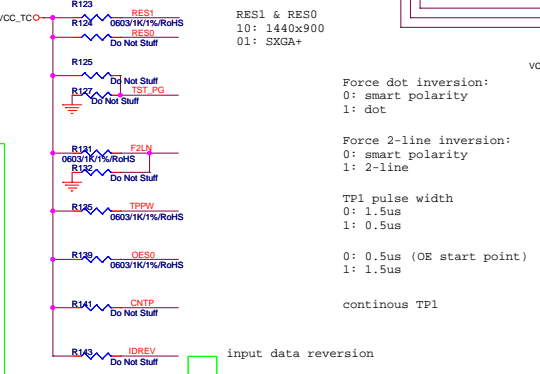 R123
VCC_TC
RES1
0603/1K/1%/RoHS
R124
RES0
Do Not Stuff
RES1 & RES0
10: 1440x900
01: SXGA+
R125
Do Not Stuff
R127
TST_PG
Do Not Stuff
Force dot inversion:
0: smart polarity
1: dot
R131
F2LN
0603/1K/1%/RoHS
R132
Do Not Stuff
Force 2-line inversion:
0: smart polarity
1: 2-line
R135
TPPW
0603/1K/1%/RoHS
TP1 pulse width
0: 1.5us
1: 0.5us
R139
OES0
0603/1K/1%/RoHS
0: 0.5us (OE start point)
1: 1.5us
R141
CNTP
Do Not Stuff
continous TP1
R143
IDREV
Do Not Stuff
input data reversion